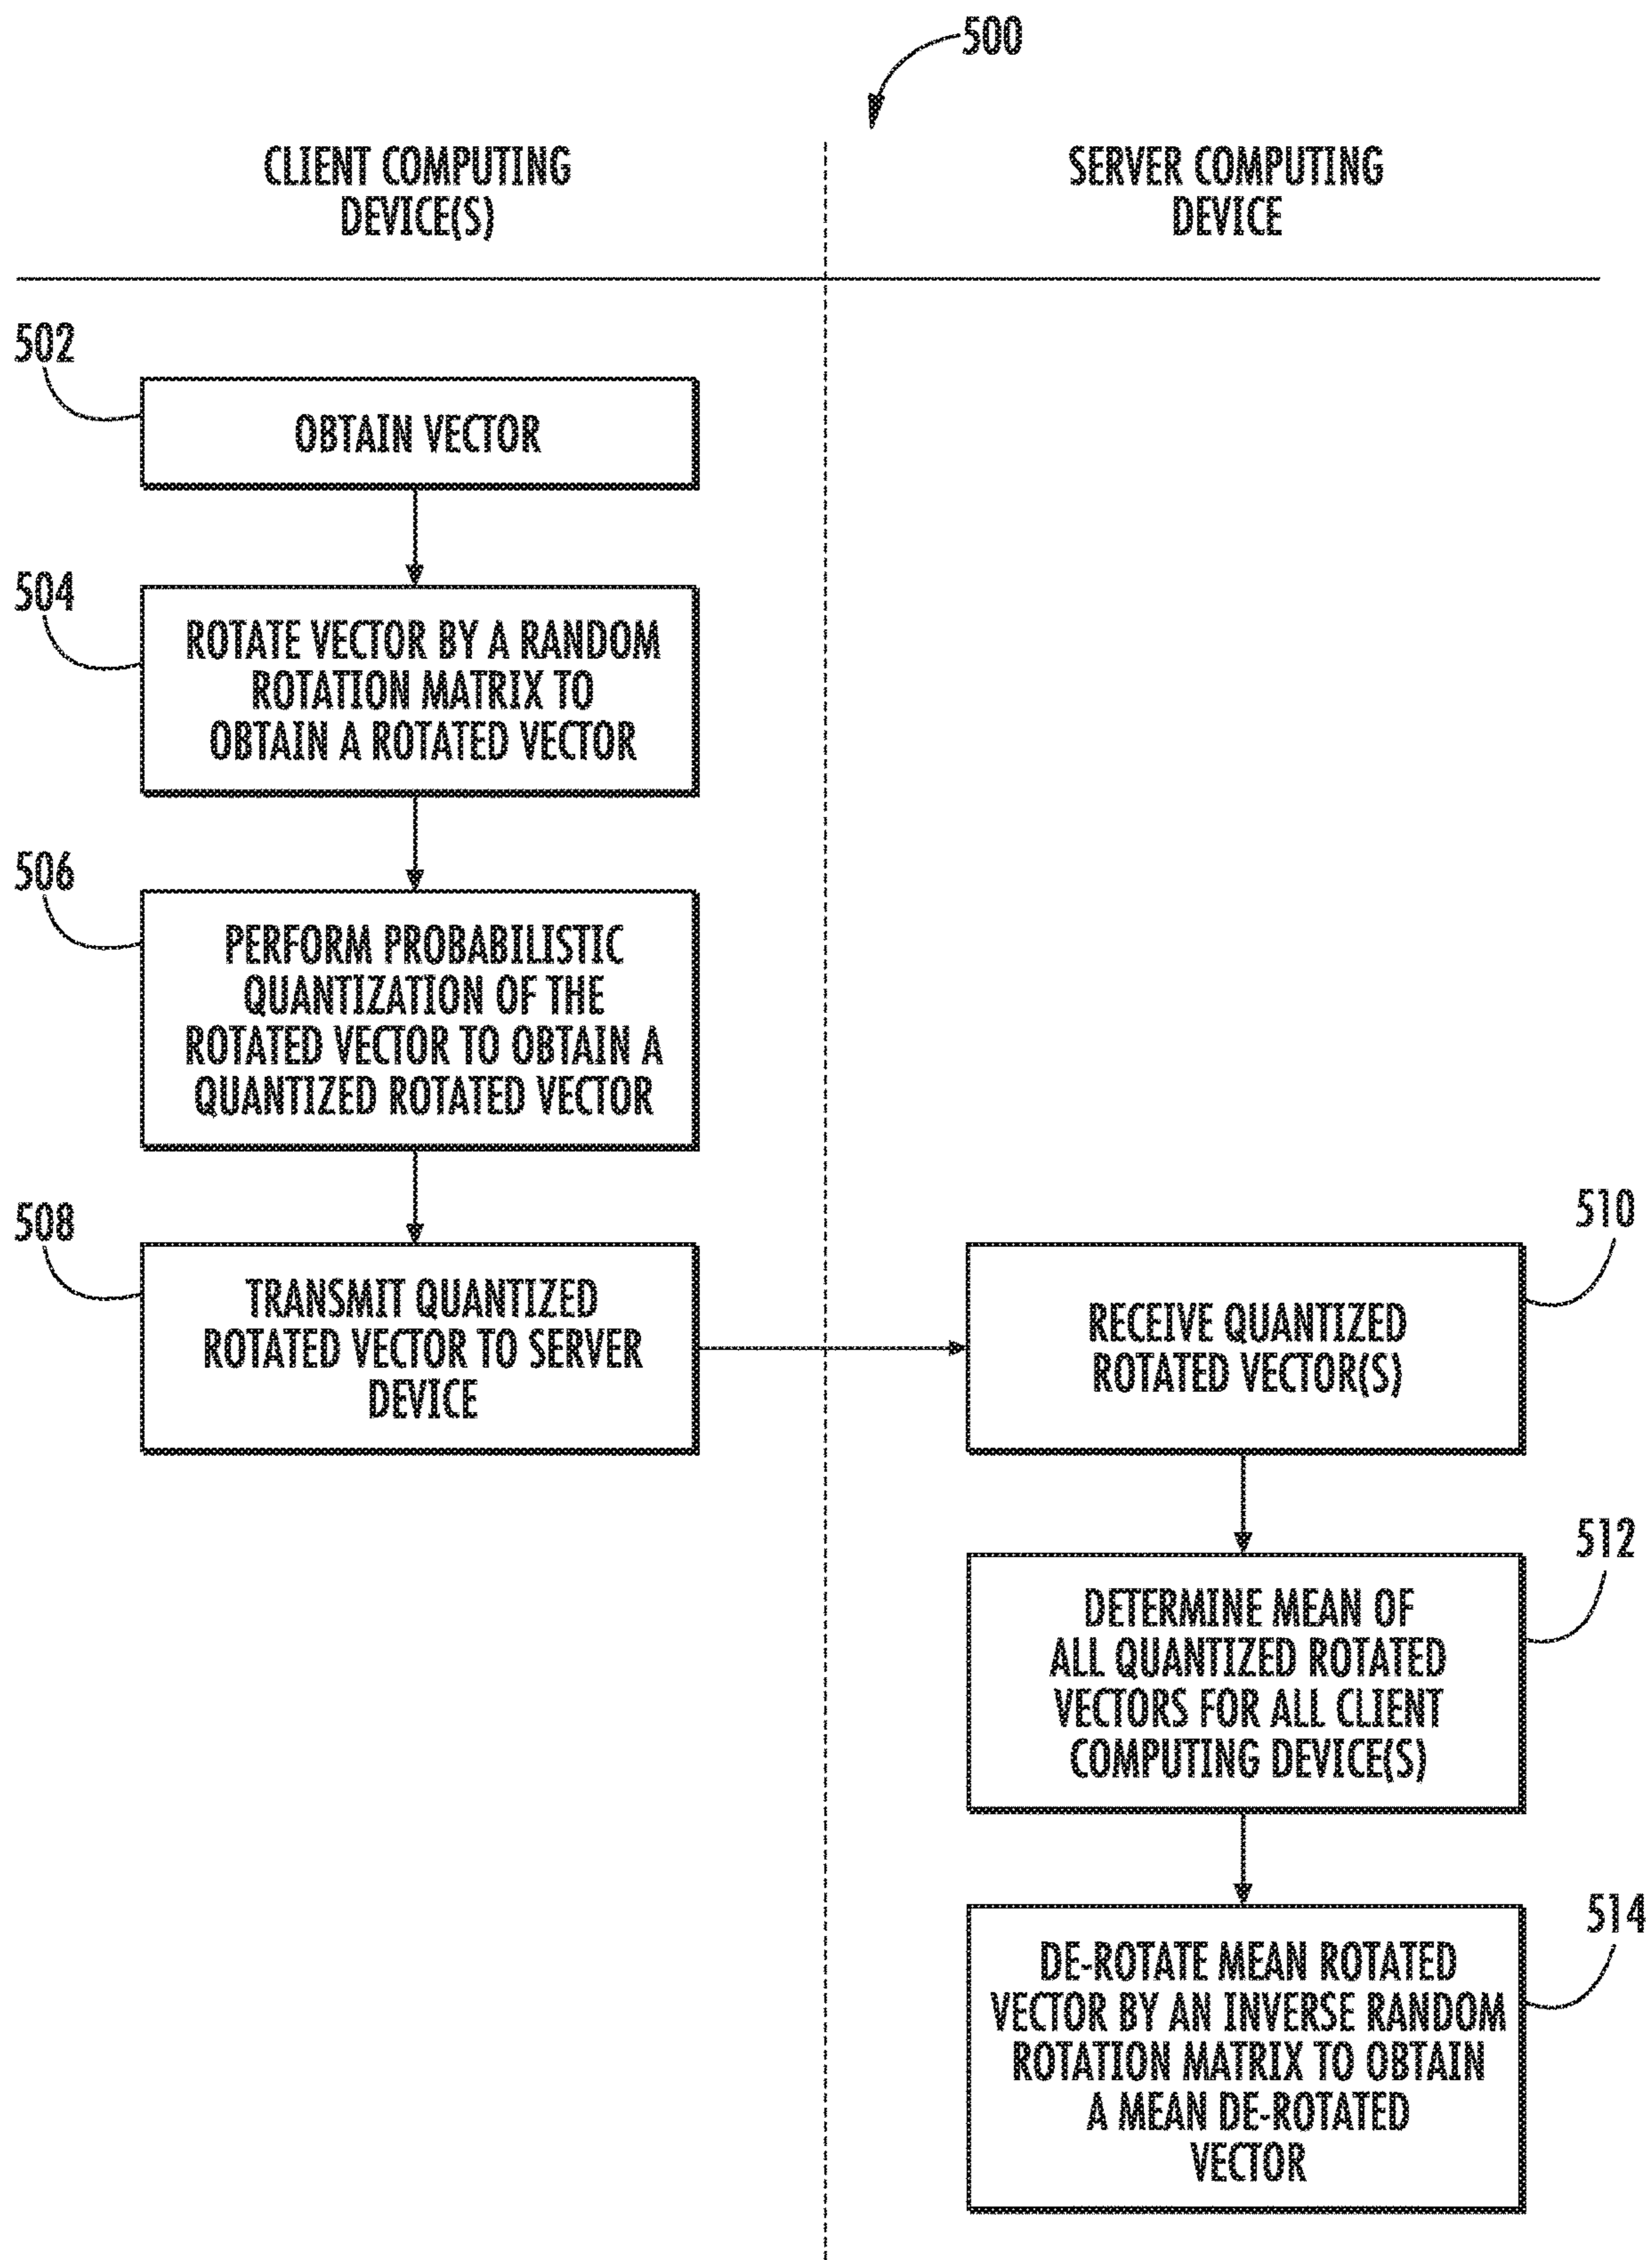 500
CLIENT COMPUTING
DEVICE(S)
SERVER COMPUTING
DEVICE
502
OBTAIN VECTOR
504
ROTATE VECTOR BY A RANDOM
ROTATION MATRIX TO
OBTAIN A ROTATED VECTOR
506
PERFORM PROBABILISTIC
QUANTIZATION OF THE
ROTATED VECTOR TO OBTAIN A
QUANTIZED ROTATED VECTOR
508
TRANSMIT QUANTIZED
ROTATED VECTOR TO SERVER
DEVICE
510
RECEIVE QUANTIZED
ROTATED VECTOR(S)
512
DETERMINE MEAN OF
ALL QUANTIZED ROTATED
VECTORS FOR ALL CLIENT
COMPUTING DEVICE(S)
514
DE-ROTATE MEAN ROTATED
VECTOR BY AN INVERSE RANDOM
ROTATION MATRIX TO OBTAIN
A MEAN DE-ROTATED
VECTOR